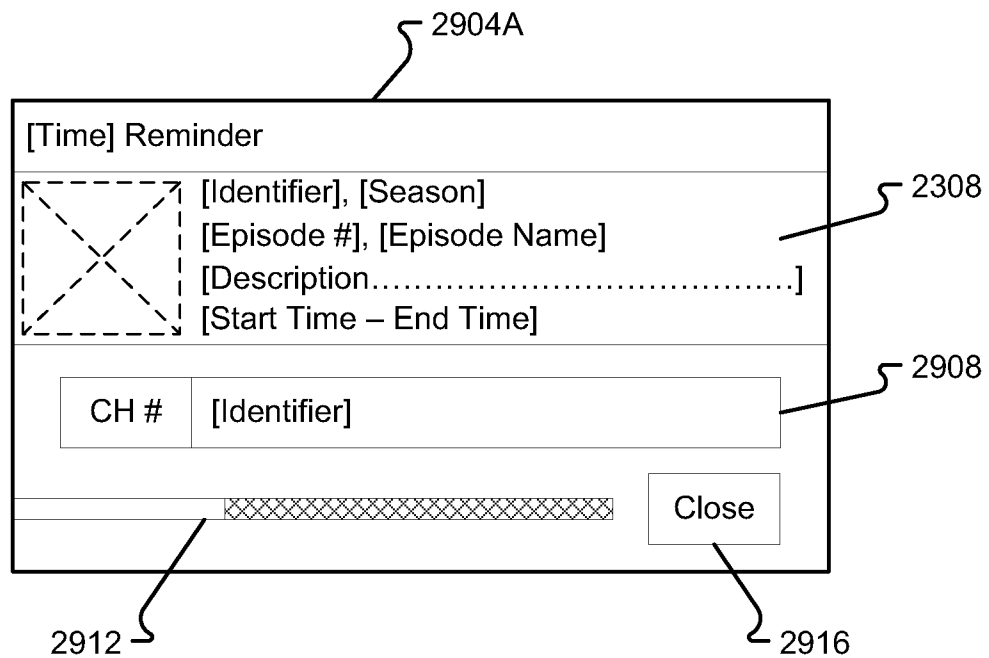 2904A
[Time] Reminder
[Identifier], [Season]
2308
[Episode #], [Episode Name]
[Description……………………………………]
[Start Time – End Time]
2908
CH #
[Identifier]
Close
2912
2916